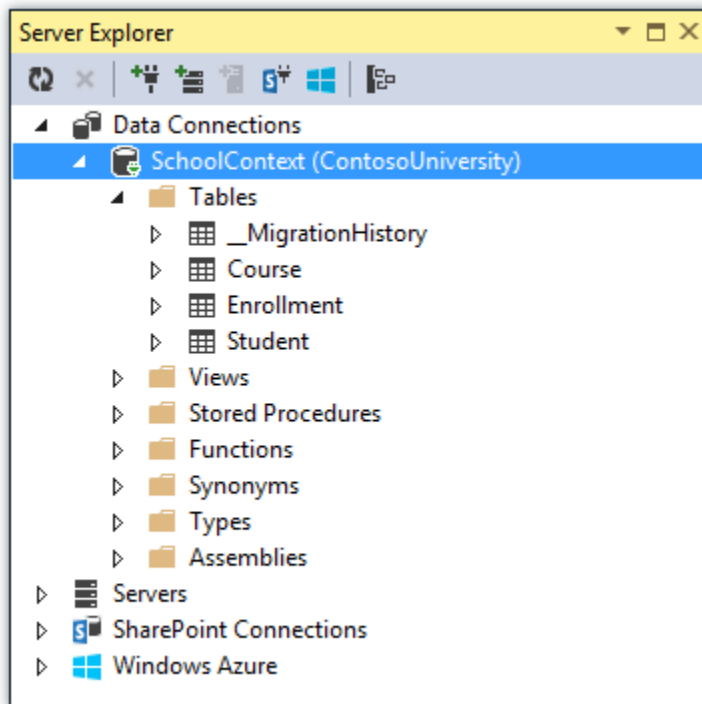 Server Explorer
Data Connections
SchoolContext (ContosoUniversity)
Tables
__MigrationHistory
Course
Enrollment
Student
Views
Stored Procedures
Functions
Synonyms
Types
Assemblies
Servers
SharePoint Connections
Windows Azure